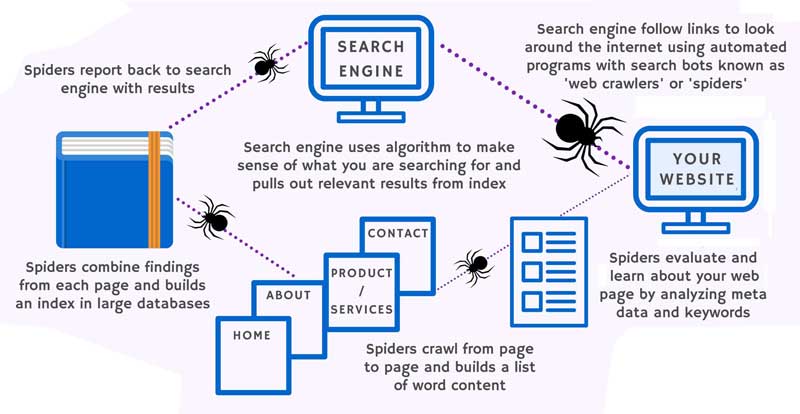 SEARCH
ENGINE
Search engine follow links to look
around the internet using automated
programs with search bots known as
'web crawlers' or 'spiders'
Spiders report back to search
engine with results
Search engine uses algorithm to make
sense of what you are searching for and
pulls out relevant results from index
YOUR
WEBSITE
Spiders evaluate and
learn about your web
page by analyzing meta
data and keywords
CONTACT
PRODUCT
/
SERVICES
ABOUT
HOME
Spiders crawl from page
to page and builds a list
of word content
Spiders combine findings
from each page and builds
an index in large databases